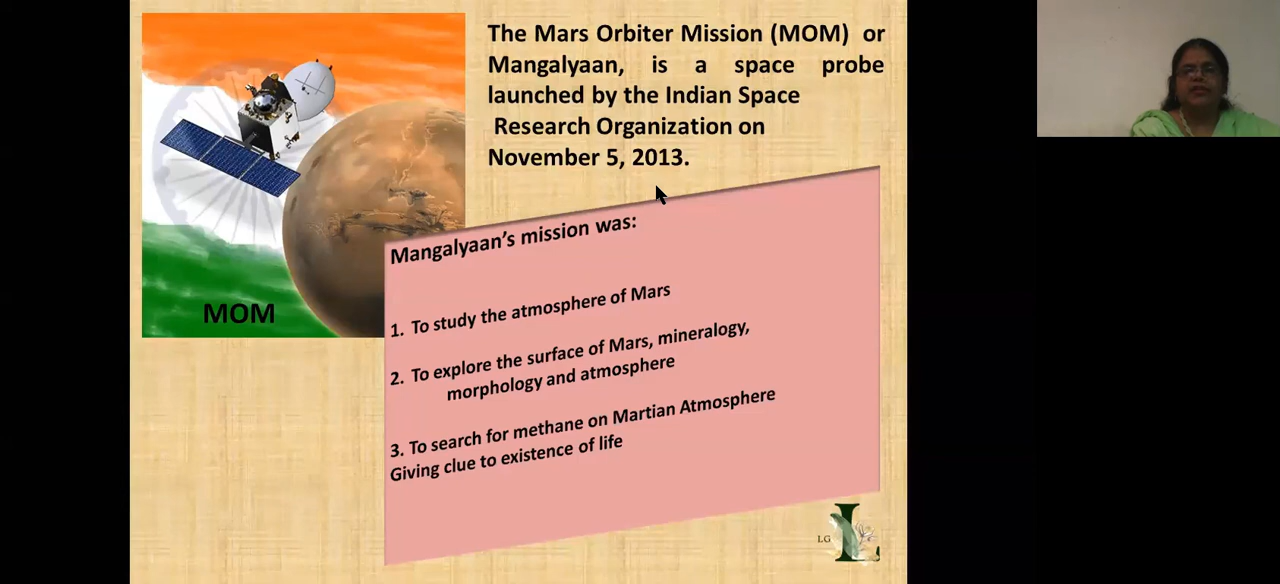 The Mars Orbiter Mission (MOM) or
Mangalyaan, is a space probe
launched by the Indian Space
Research Organization on
November 5, 2013.
MOM
Mangalyaan's mission was:
1. To study the atmosphere of Mars
2. To explore the surface of Mars, mineralogy,
morphology and atmosphere
3. To search for methane on Martian Atmosphere
Giving clue to existence of life
LG
L